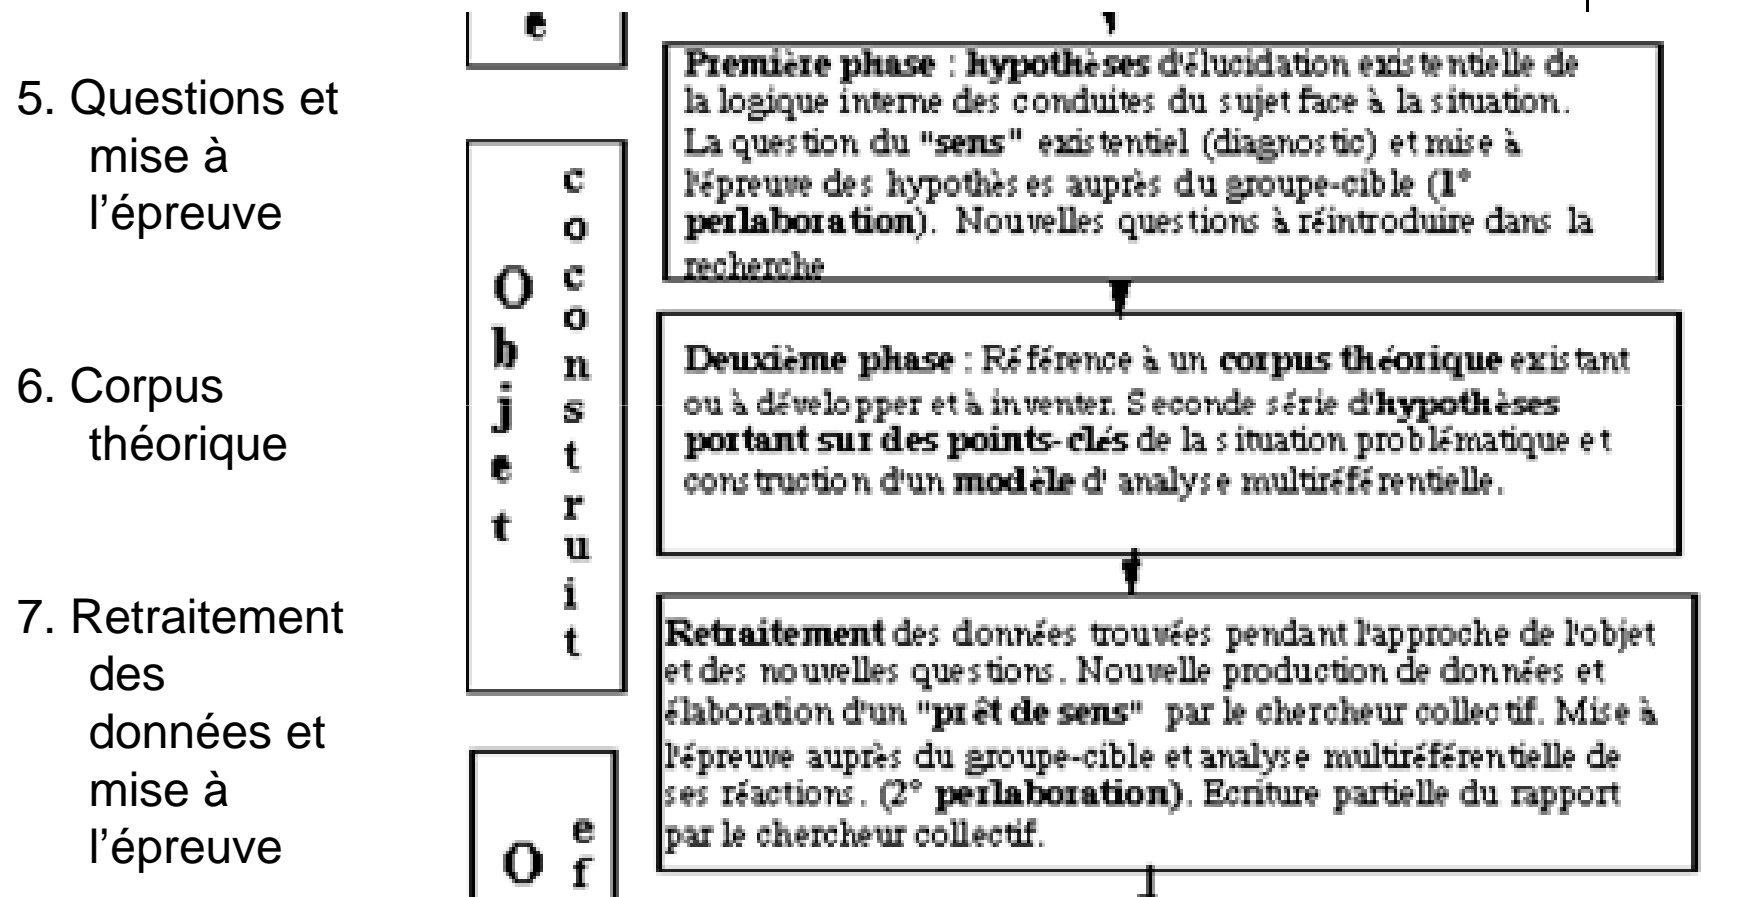 e
5. Questions et
mise à
l’épreuve
Première phase : hypothèses d'élucidation existentielle de
la logique interne des conduites du sujet face à la situation.
La question du "sens" existentiel (diagnostic) et mise à
l'épreuve des hypothèses auprès du groupe-cible (1°
perlaboration). Nouvelles questions à réintroduire dans la
recherche
Objet
construit
6. Corpus
théorique
Deuxième phase : Référence à un corpus théorique existant
ou à développer et à inventer. Seconde série d'hypothèses
portant sur des points-clés de la situation problématique et
construction d'un modèle d' analyse multiréférentielle.
7. Retraitement
des
données et
mise à
l’épreuve
Retraitement des données trouvées pendant l'approche de l'objet
et des nouvelles questions. Nouvelle production de données et
élaboration d'un "prêt de sens" par le chercheur collectif. Mise à
l'épreuve auprès du groupe-cible et analyse multiréférentielle de
ses réactions. (2° perlaboration). Ecriture partielle du rapport
par le chercheur collectif.
O
ef